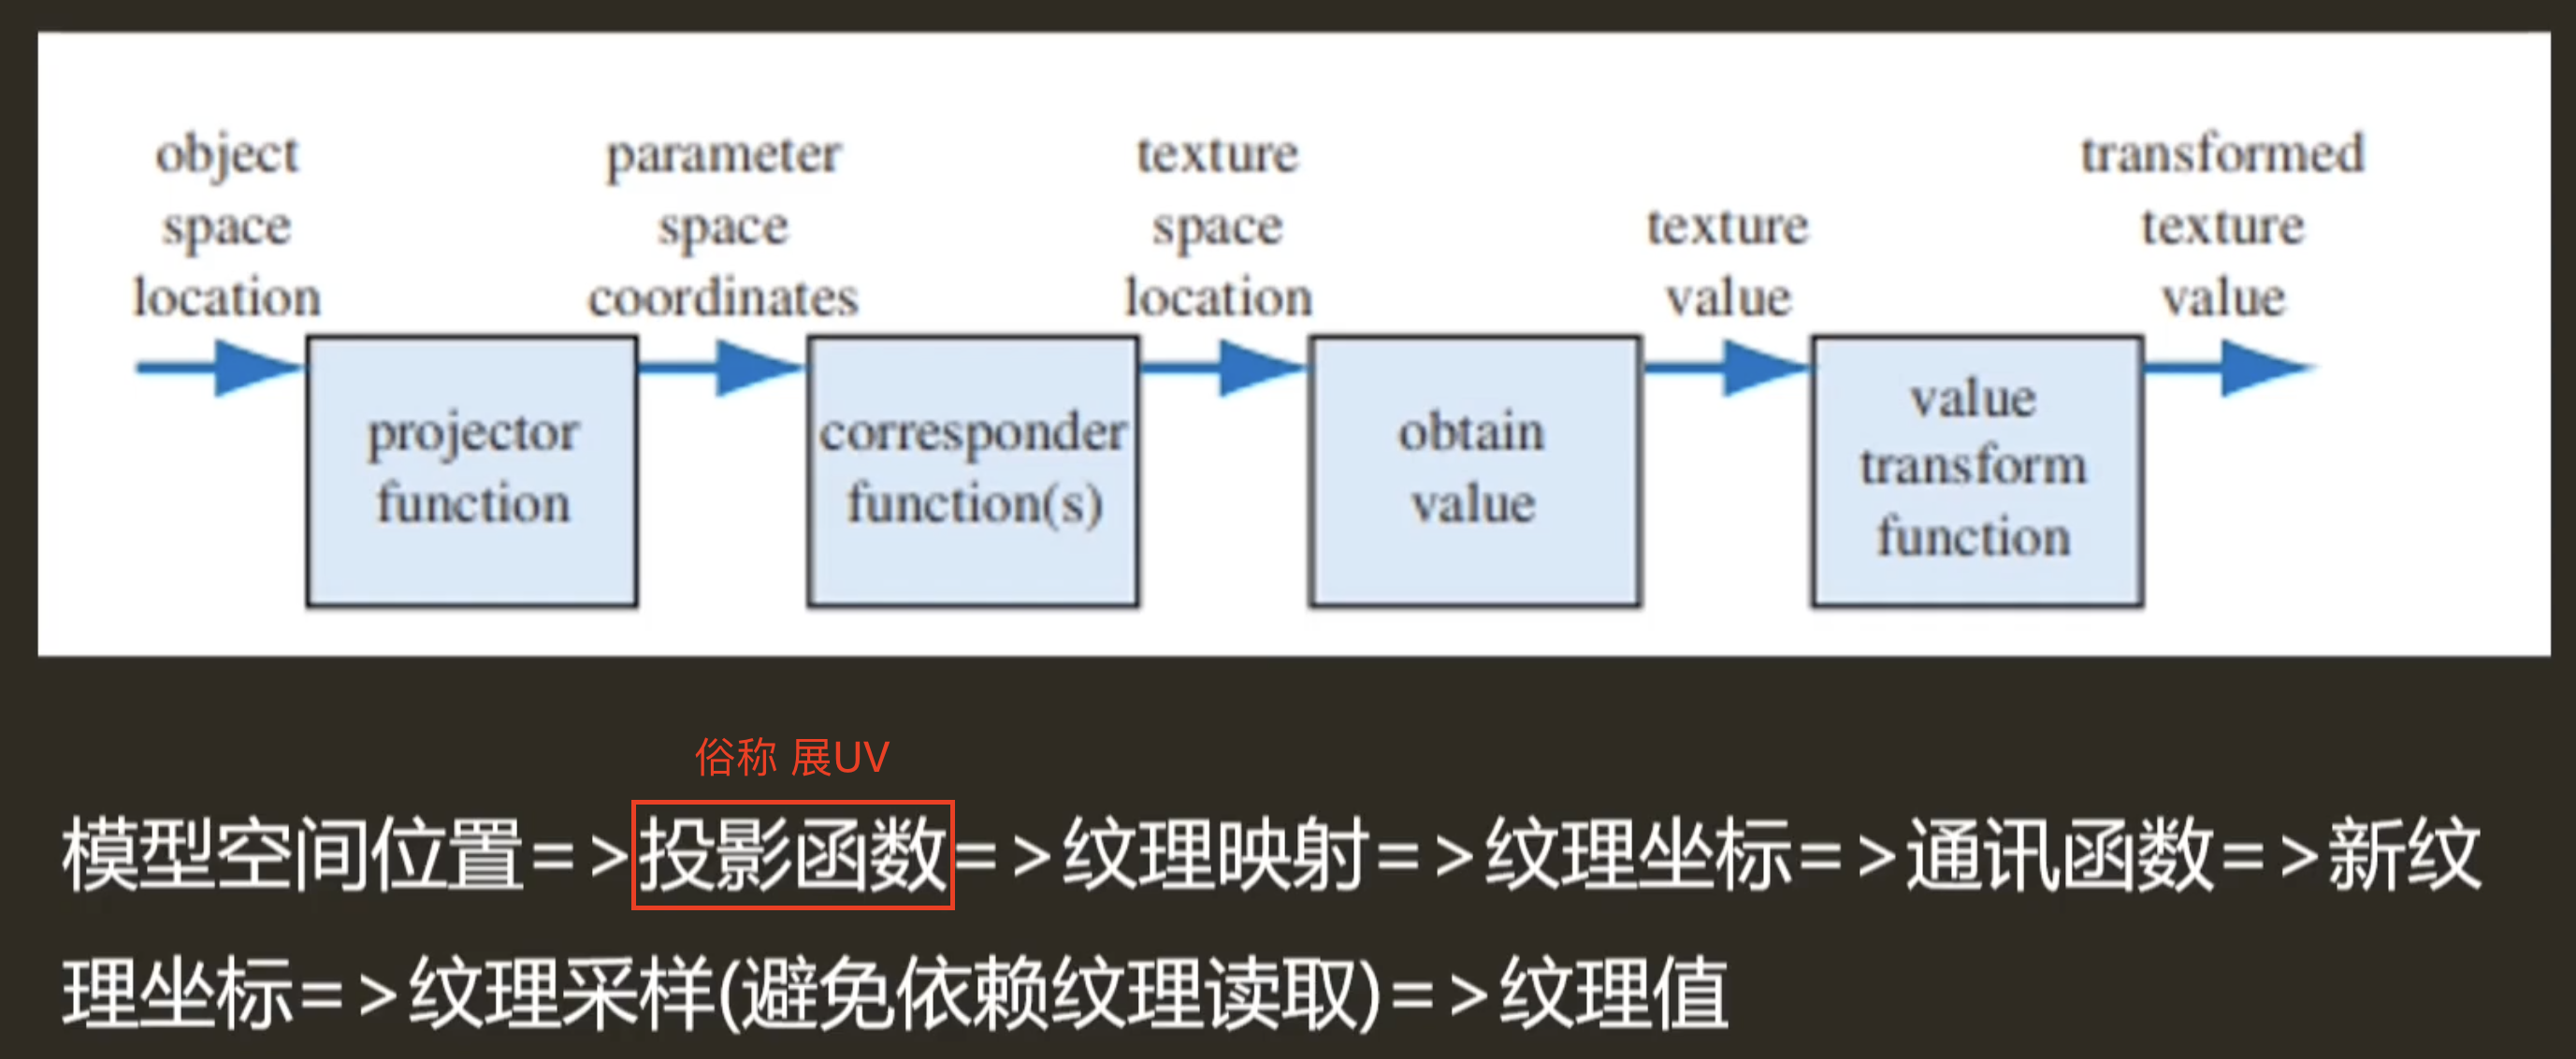 object
space
location
parameter
space
coordinates
texture
space
location
texture
value
transformed
texture
value
projector
function
corresponder
function(s)
obtain
value
value
transform
function
俗称 展UV
模型空间位置=>投影函数=>纹理映射=>纹理坐标=>通讯函数=>新纹
理坐标=>纹理采样(避免依赖纹理读取)=>纹理值